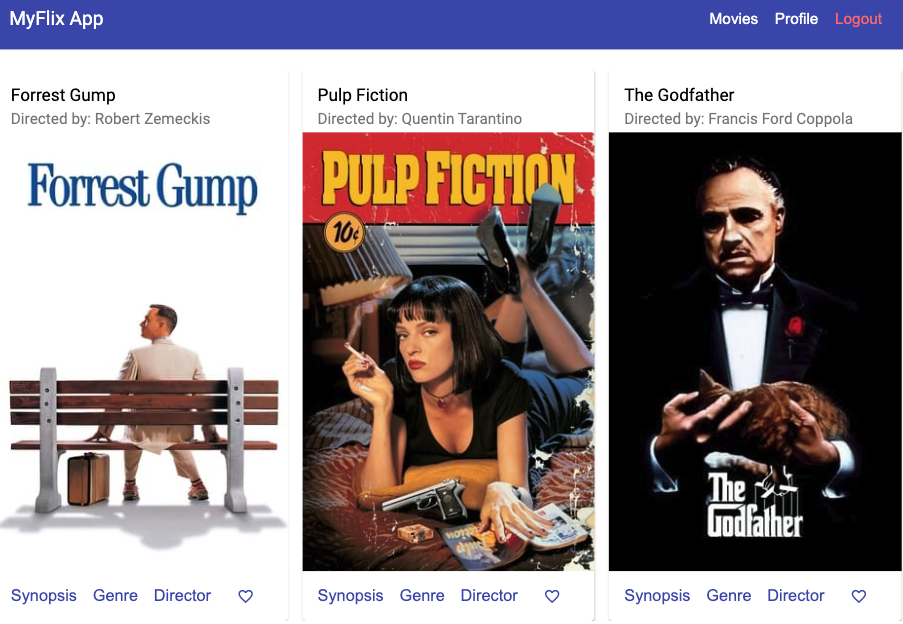 MyFlix App
Movies Profile Logout
Forrest Gump
Directed by: Robert Zemeckis
Forrest Gump
Synopsis Genre Director
Pulp Fiction
Directed by: Quentin Tarantino
PULP FICTION
10¢
Pulp
Fiction
Synopsis Genre Director
The Godfather
Directed by: Francis Ford Coppola
The
Godfather
Synopsis Genre Director